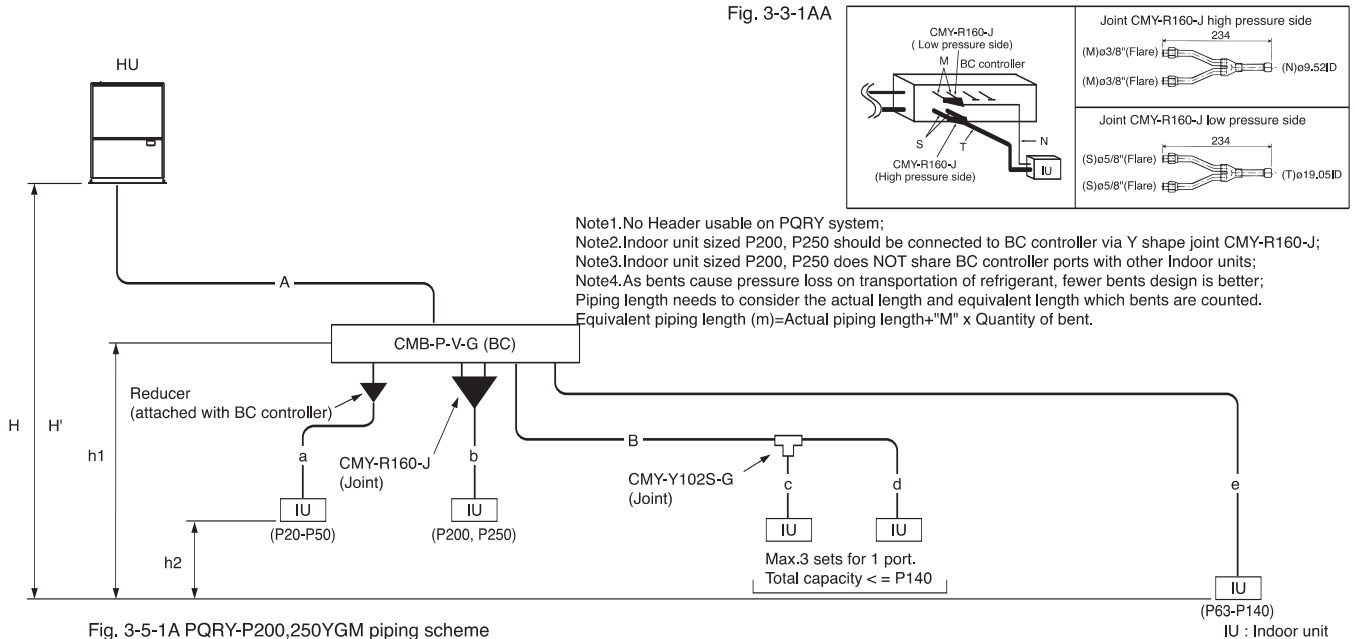 Fig. 3-3-1AA
CMY-R160-J
( Low pressure side)
M
BC controller
S
T
N
CMY-R160-J
(High pressure side)
IU
Joint CMY-R160-J high pressure side
234
(M)ø3/8"(Flare)
(N)ø9.52ID
(M)ø3/8"(Flare)
Joint CMY-R160-J low pressure side
234
(S)ø5/8"(Flare)
(T)ø19.05ID
(S)ø5/8"(Flare)
HU
Note1.No Header usable on PQRY system;
Note2.Indoor unit sized P200, P250 should be connected to BC controller via Y shape joint CMY-R160-J;
Note3.Indoor unit sized P200, P250 does NOT share BC controller ports with other Indoor units;
Note4.As bents cause pressure loss on transportation of refrigerant, fewer bents design is better;
Piping length needs to consider the actual length and equivalent length which bents are counted.
Equivalent piping length (m)=Actual piping length+"M" x Quantity of bent.
A
CMB-P-V-G (BC)
Reducer
(attached with BC controller)
H
H'
h1
a
CMY-R160-J
(Joint)
b
B
CMY-Y102S-G
(Joint)
c
d
e
IU
(P20-P50)
IU
(P200, P250)
IU
IU
h2
Max.3 sets for 1 port.
Total capacity < = P140
IU
(P63-P140)
Fig. 3-5-1A PQRY-P200,250YGM piping scheme
IU : Indoor unit